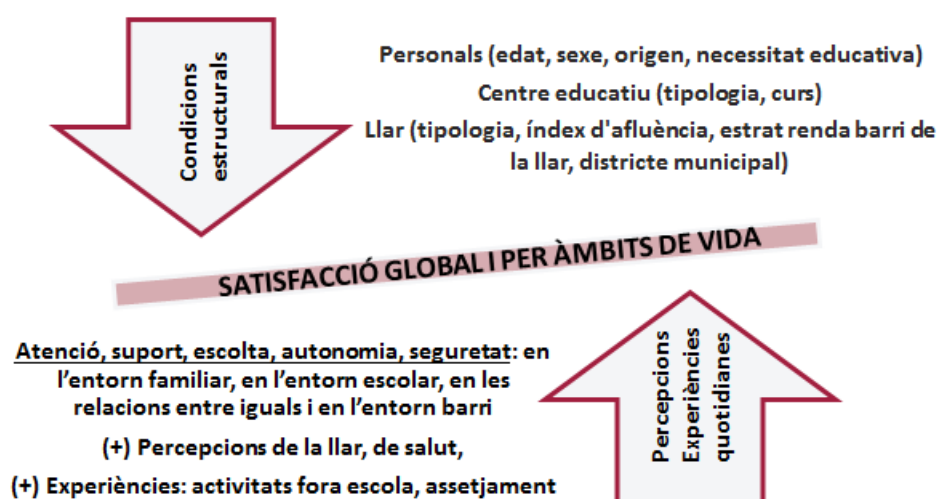 Condicions
estructurals
Personals (edat, sexe, origen, necessitat educativa)
Centre educatiu (tipologia, curs)
Llar (tipologia, índex d'afluència, estrat renda barri de
la llar, districte municipal)
SATISFACCIÓ GLOBAL I PER ÀMBITS DE VIDA
Atenció, suport, escolta, autonomia, seguretat: en
l’entorn familiar, en l’entorn escolar, en les
relacions entre iguals i en l’entorn barri
(+) Percepcions de la llar, de salut,
(+) Experiències: activitats fora escola, assetjament
Percepcions
Experiències
quotidianes